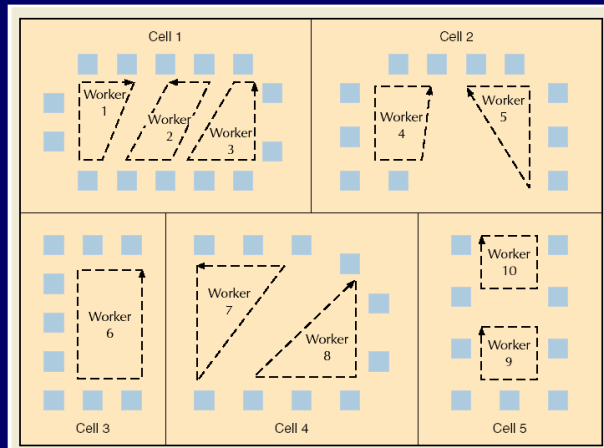 Cell 1
Worker
1
Worker
2
Worker
3
Cell 2
Worker
4
Worker
5
Worker
6
Cell 3
Worker
7
Worker
8
Cell 4
Worker
10
Worker
9
Cell 5